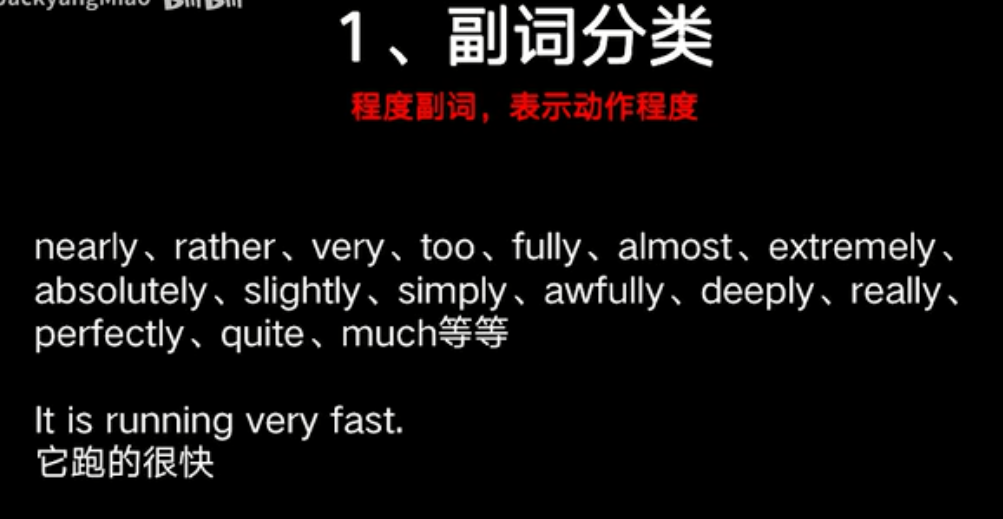 1、副词分类
程度副词，表示动作程度
nearly、rather、very、too、fully、almost、extremely、
absolutely、slightly、simply、awfully、deeply、really、
perfectly、quite、much等等
It is running very fast.
它跑的很快